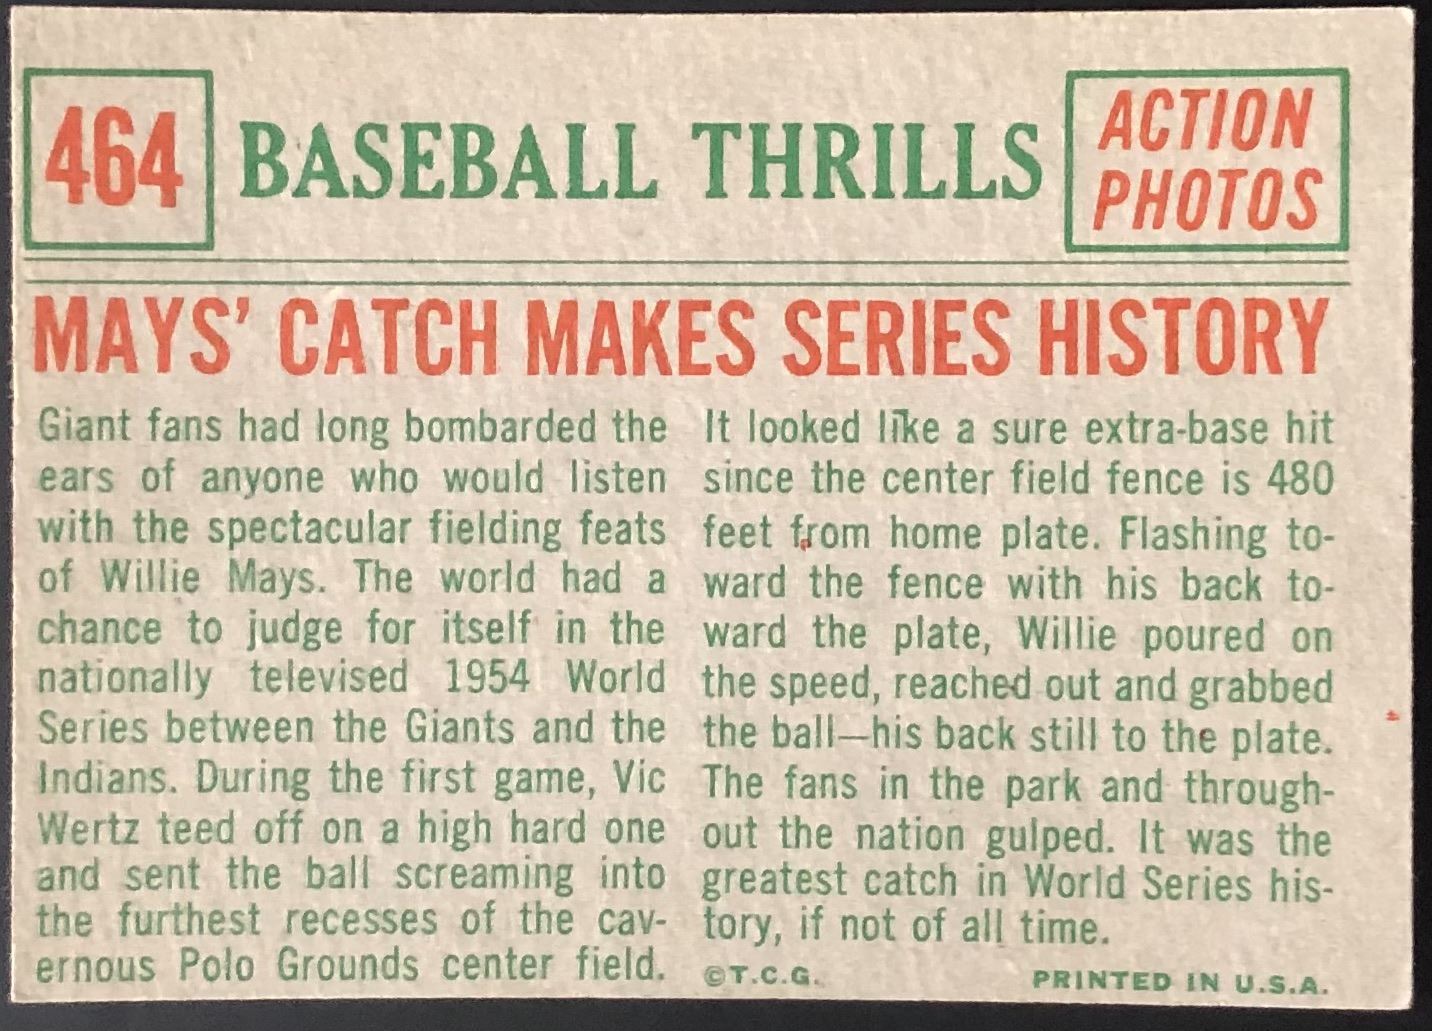 464
BASEBALL THRILLS
ACTION
PHOTOS
MAYS' CATCH MAKES SERIES HISTORY
Giant fans had long bombarded the
ears of anyone who would listen
with the spectacular fielding feats
of Willie Mays. The world had a
chance to judge for itself in the
nationally televised 1954 World
Series between the Giants and the
Indians. During the first game, Vic
Wertz teed off on a high hard one
and sent the ball screaming into
the furthest recesses of the cav-
ernous Polo Grounds center field.
It looked like a sure extra-base hit
since the center field fence is 480
feet from home plate. Flashing to-
ward the fence with his back to-
ward the plate, Willie poured on
the speed, reached out and grabbed
the ball—his back still to the plate.
The fans in the park and through-
out the nation gulped. It was the
greatest catch in World Series his-
tory, if not of all time.
©T.C.G.
PRINTED IN U.S.A.